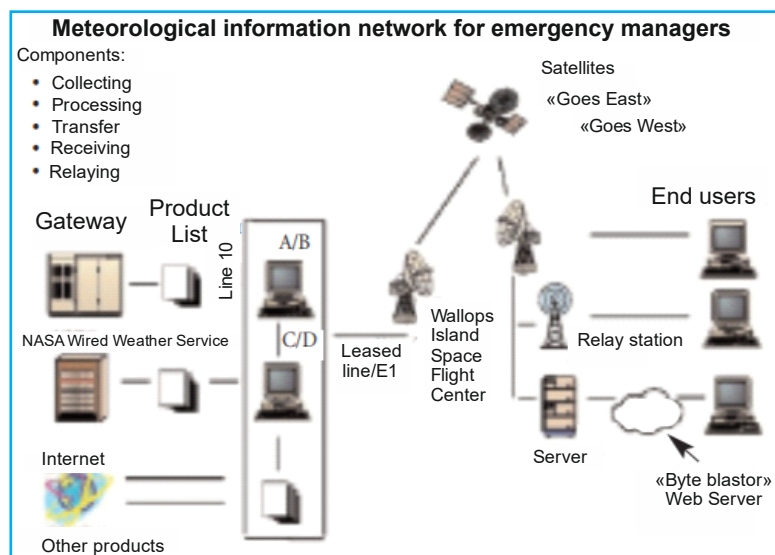 Meteorological information network for emergency managers
Components:
• Collecting
• Processing
• Transfer
• Receiving
• Relaying
Satellites
«Goes East»
«Goes West»
Gateway
Product
List
Line 10
A/B
C/D
NASA Wired Weather Service
Internet
Other products
Leased
line/E1
Wallops
Island
Space
Flight
Center
End users
Relay station
Server
«Byte blastor»
Web Server